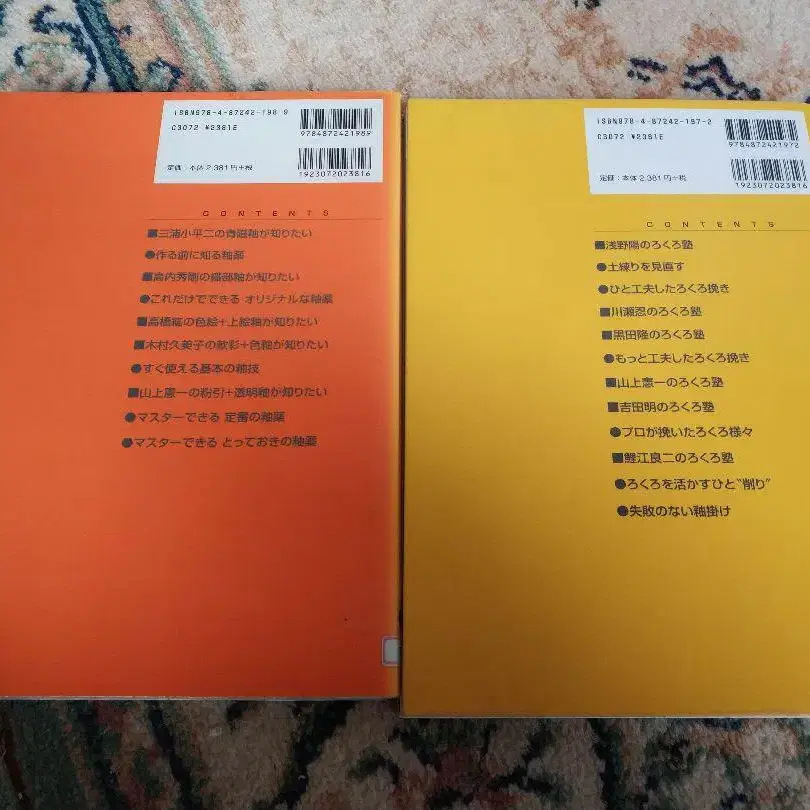 ISBN978-4-87242-198-9
C3072 ¥2381E
定価：本体 2,381円+税
9784872421989
1923072023816
CONTENTS
■三浦小平二の青磁釉が知りたい
●作る前に知る釉薬
■高内秀剛の織部釉が知りたい
●これだけでできる オリジナルな釉薬
■高橋誠の色絵+上絵釉が知りたい
■木村久美子の軟彩+色釉が知りたい
●すぐ使える基本の釉技
■山上憲一の粉引+透明釉が知りたい
●マスターできる 定番の釉薬
●マスターできる とっておきの釉薬
ISBN978-4-87242-197-2
C3072 ¥2381E
定価：本体 2,381円+税
9784872421972
1923072023816
CONTENTS
■浅野陽のろくろ塾
●土練りを見直す
●ひと工夫したろくろ挽き
■川瀬忍のろくろ塾
■黒田隆のろくろ塾
●もっと工夫したろくろ挽き
■山上憲一のろくろ塾
■吉田明のろくろ塾
●プロが挽いたろくろ様々
■鯉江良二のろくろ塾
●ろくろを活かすひと"削り"
●失敗のない釉掛け